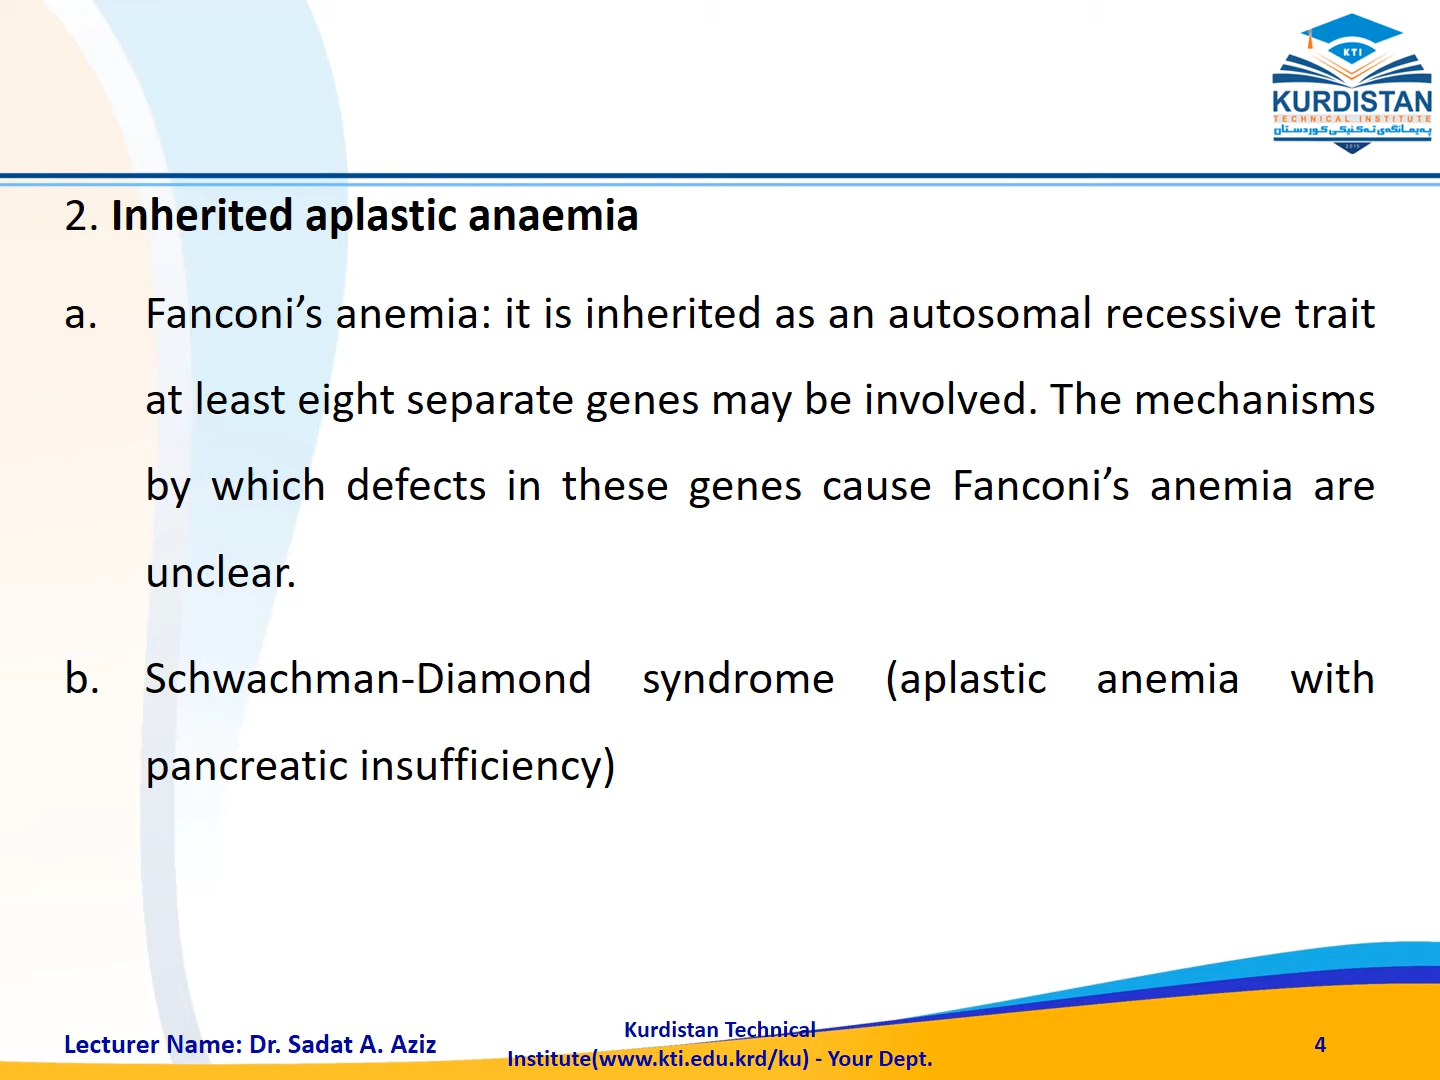 KTI
KURDISTAN
TECHNICAL INSTITUTE
پەیمانگەی تەکنیکی کوردستان
2011
2. Inherited aplastic anaemia
a. Fanconi’s anemia: it is inherited as an autosomal recessive trait
at least eight separate genes may be involved. The mechanisms
by which defects in these genes cause Fanconi’s anemia are
unclear.
b. Schwachman-Diamond syndrome (aplastic anemia with
pancreatic insufficiency)
Lecturer Name: Dr. Sadat A. Aziz
Kurdistan Technical
Institute(www.kti.edu.krd/ku) - Your Dept.
4